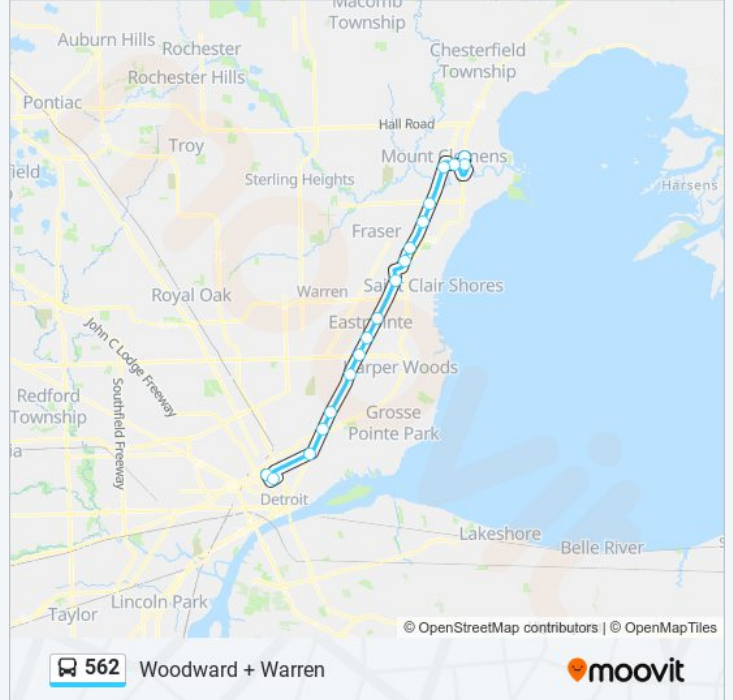 Macomb
Township
Auburn Hills
Rochester
Chesterfield
Township
Rochester Hills
Pontiac
Hall Road
Troy
Mount Clemens
Sterling Heights
Harsens
Fraser
Saint Clair Shores
Warren
Royal Oak
Eastpointe
John C Lodge Freeway
Harper Woods
Redford
Township
Southfield Freeway
Grosse
Pointe Park
Detroit
Lakeshore
Belle River
Lincoln Park
Taylor
© OpenStreetMap contributors | © OpenMapTiles
562 Woodward + Warren
moovit